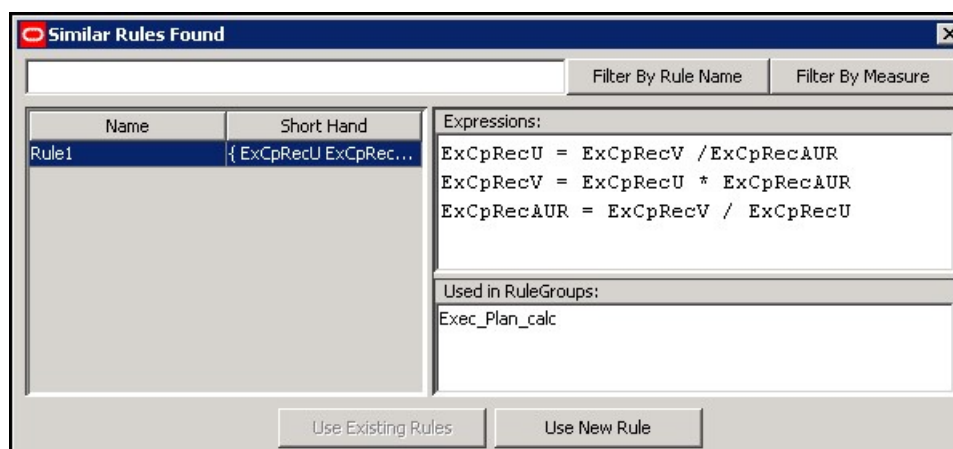 Similar Rules Found
Filter By Rule Name
Filter By Measure
Name
Short Hand
Rule1
{ ExCpRecU ExCpRec...
Expressions:
ExCpRecU = ExCpRecV /ExCpRecAUR
ExCpRecV = ExCpRecU * ExCpRecAUR
ExCpRecAUR = ExCpRecV / ExCpRecU
Used in RuleGroups:
Exec_Plan_calc
Use Existing Rules
Use New Rule